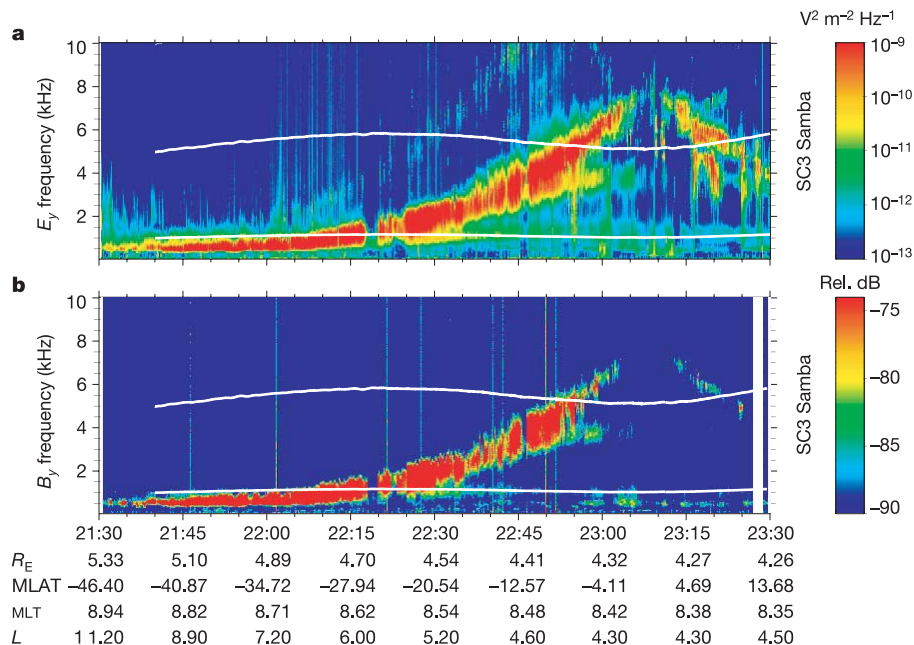 V² m⁻² Hz⁻¹
a
10
8
6
4
2
E_y frequency (kHz)
10⁻⁹
10⁻¹⁰
10⁻¹¹
10⁻¹²
10⁻¹³
SC3 Samba
b
Rel. dB
10
8
6
4
2
B_y frequency (kHz)
−80
−85
−90
−75
SC3 Samba
21:30 21:45 22:00 22:15 22:30 22:45 23:00 23:15 23:30
R_E 5.33 5.10 4.89 4.70 4.54 4.41 4.32 4.27 4.26
MLAT −46.40 −40.87 −34.72 −27.94 −20.54 −12.57 −4.11 4.69 13.68
MLT 8.94 8.82 8.71 8.62 8.54 8.48 8.42 8.38 8.35
L 11.20 8.90 7.20 6.00 5.20 4.60 4.30 4.30 4.50